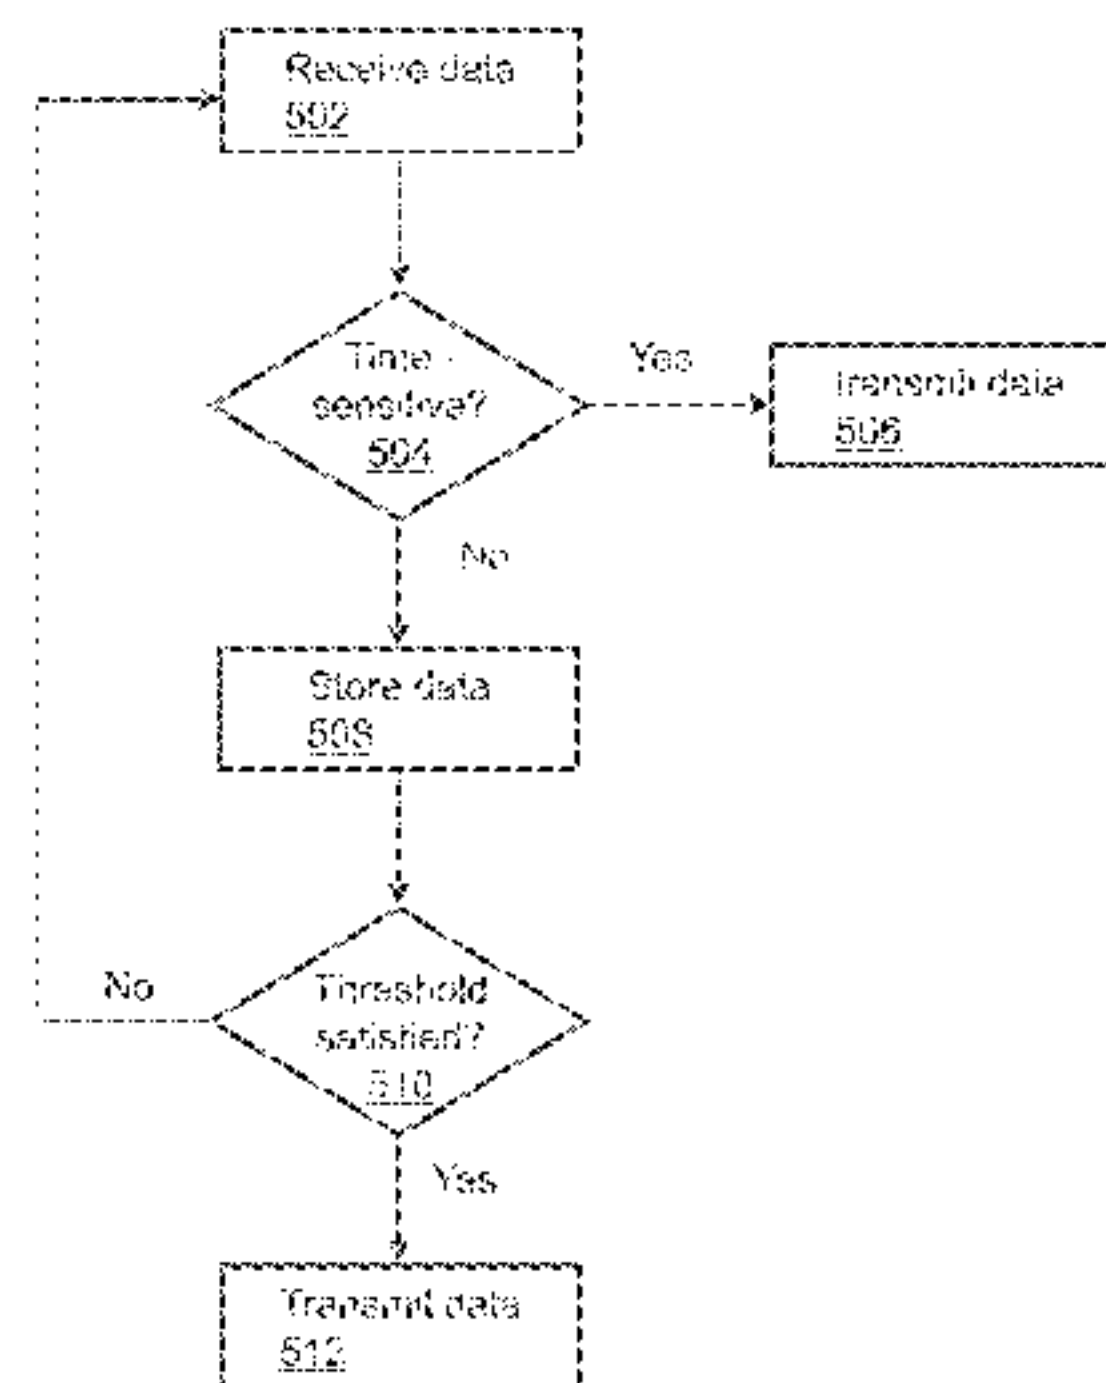 Receive data
502
Time -
sensitive?
504
Yes
Transmit data
506
No
Store data
508
No
Threshold
satisfied?
510
Yes
Transmit data
512